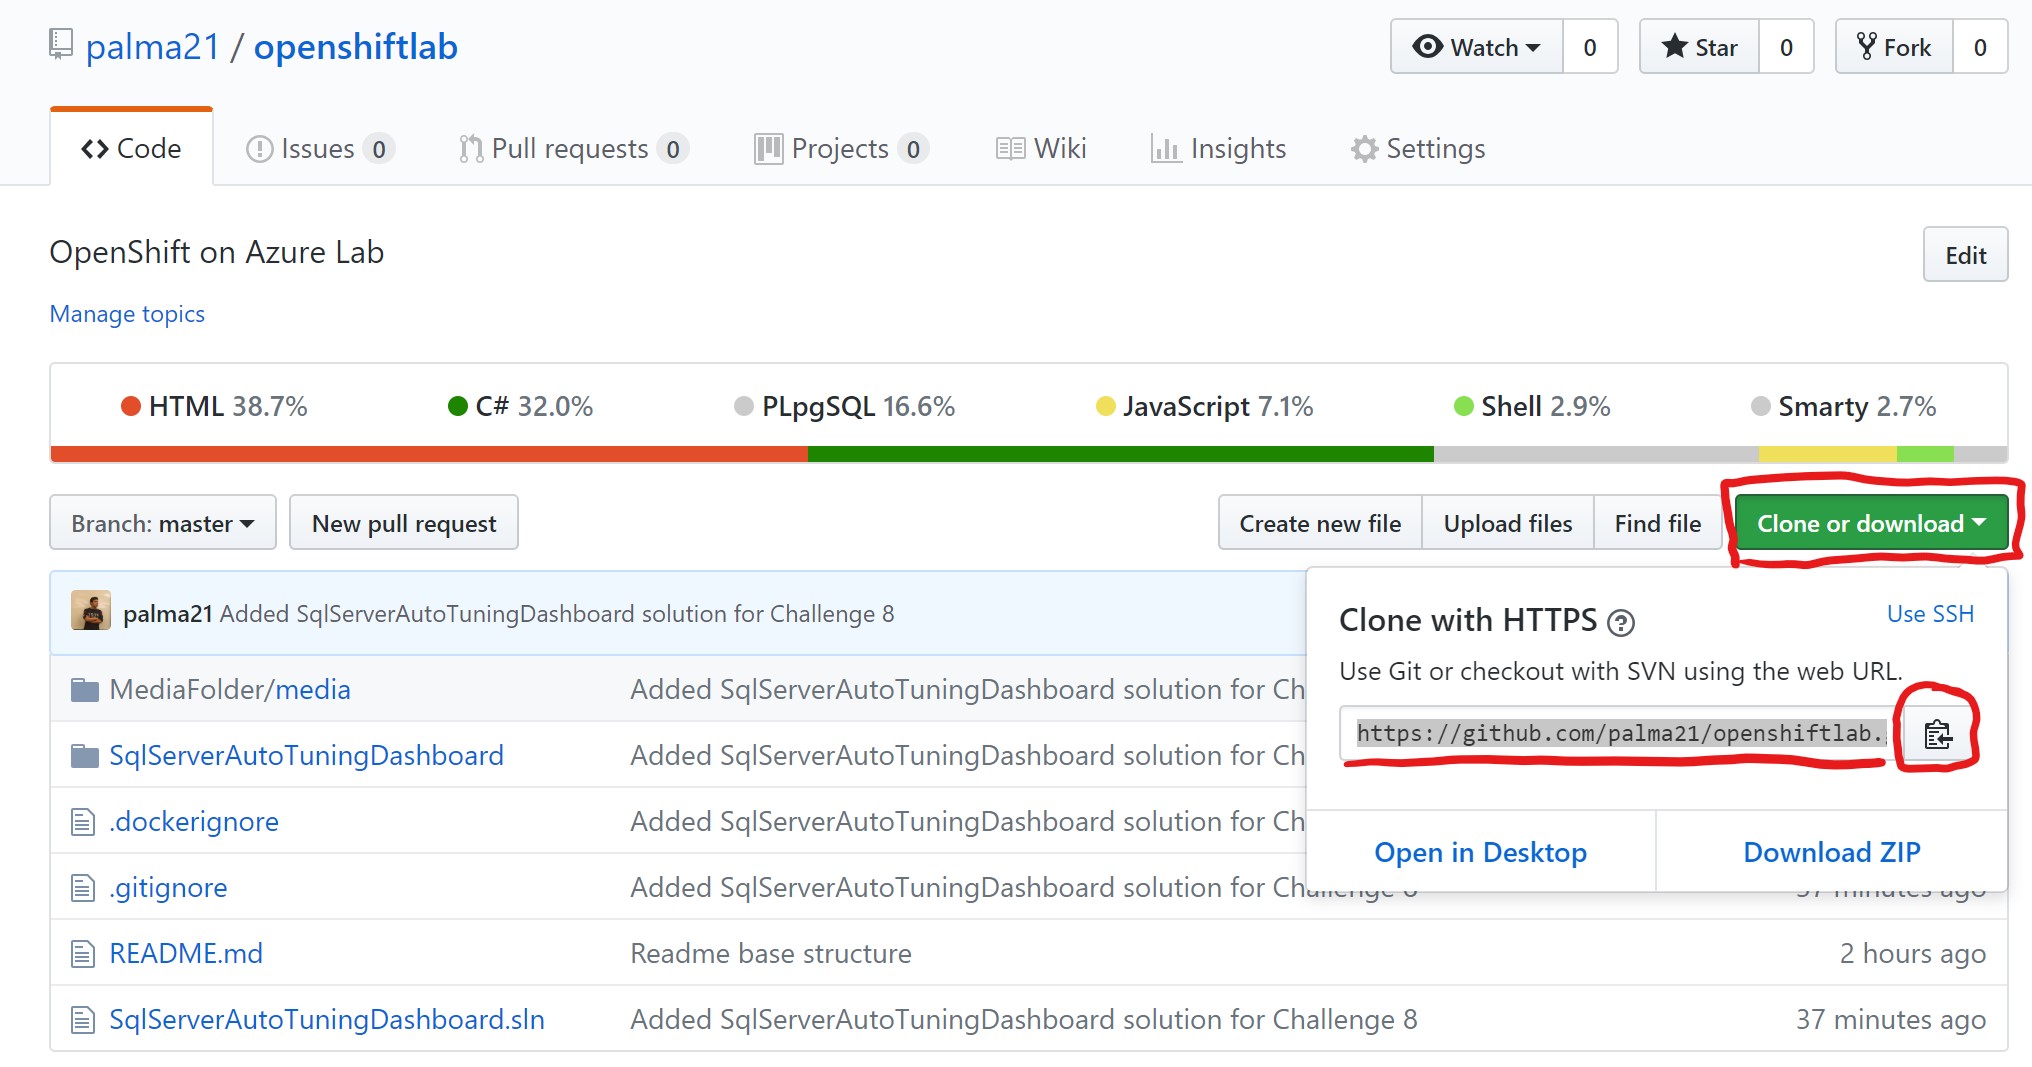 palma21 / openshiftlab
Watch 0 Star 0 Fork 0
Code Issues 0 Pull requests 0 Projects 0 Wiki Insights Settings
OpenShift on Azure Lab
Edit
Manage topics
HTML 38.7% C# 32.0% PLpgSQL 16.6% JavaScript 7.1% Shell 2.9% Smarty 2.7%
Branch: master New pull request Create new file Upload files Find file Clone or download
palma21 Added SqlServerAutoTuningDashboard solution for Challenge 8
Clone with HTTPS ? Use SSH
Use Git or checkout with SVN using the web URL.
https://github.com/palma21/openshiftlab.
Open in Desktop Download ZIP
MediaFolder/media Added SqlServerAutoTuningDashboard solution for Ch
SqlServerAutoTuningDashboard Added SqlServerAutoTuningDashboard solution for Ch
.dockerignore Added SqlServerAutoTuningDashboard solution for Ch
.gitignore Added SqlServerAutoTuningDashboard solution for Challenge 8 37 minutes ago
README.md Readme base structure 2 hours ago
SqlServerAutoTuningDashboard.sln Added SqlServerAutoTuningDashboard solution for Challenge 8 37 minutes ago